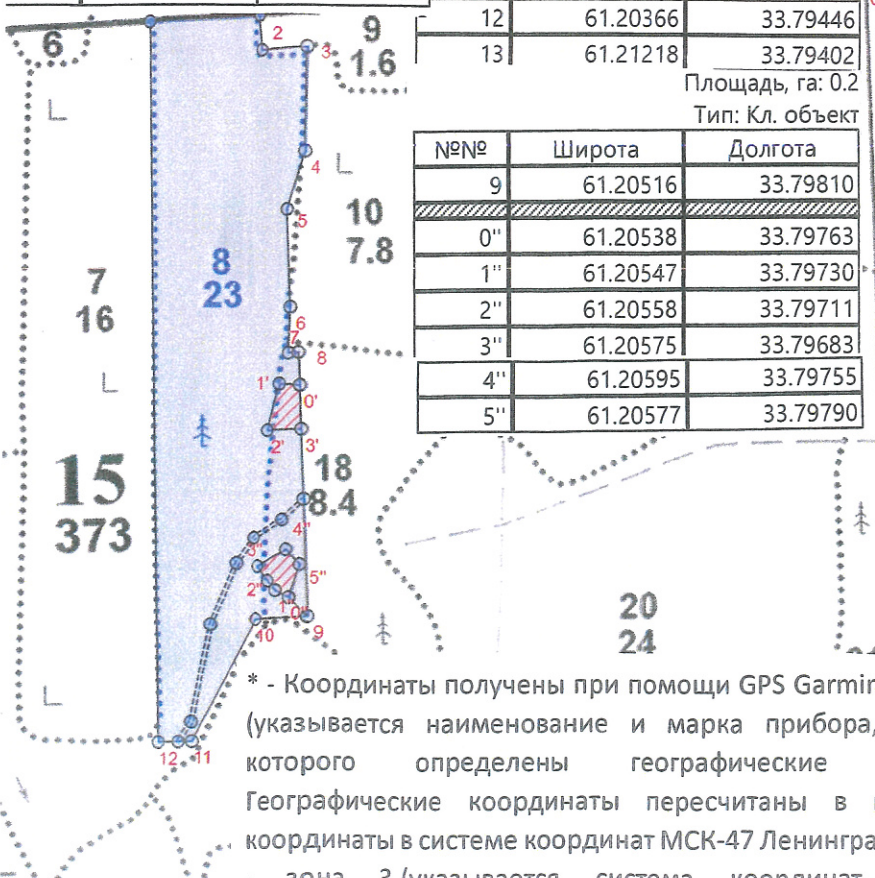 12 61.20366 33.79446
13 61.21218 33.79402
Площадь, га: 0.2
Тип: Кл. объект
№№ Широта Долгота
9 61.20516 33.79810
0'' 61.20538 33.79763
1'' 61.20547 33.79730
2'' 61.20558 33.79711
3'' 61.20575 33.79683
4'' 61.20595 33.79755
5'' 61.20577 33.79790
6
2
3
9
1.6
4
5
10
7.8
8
23
7
16
6
7
8
1'
0'
2'
3'
15
373
18
8.4
4''
3''
5''
2''
1''
0''
10
9
20
24
12
11
* - Координаты получены при помощи GPS Garmin
(указывается наименование и марка прибора,
которого определены географические
Географические координаты пересчитаны в
координаты в системе координат МСК-47 Ленингра
зона 3 (указывается система координат